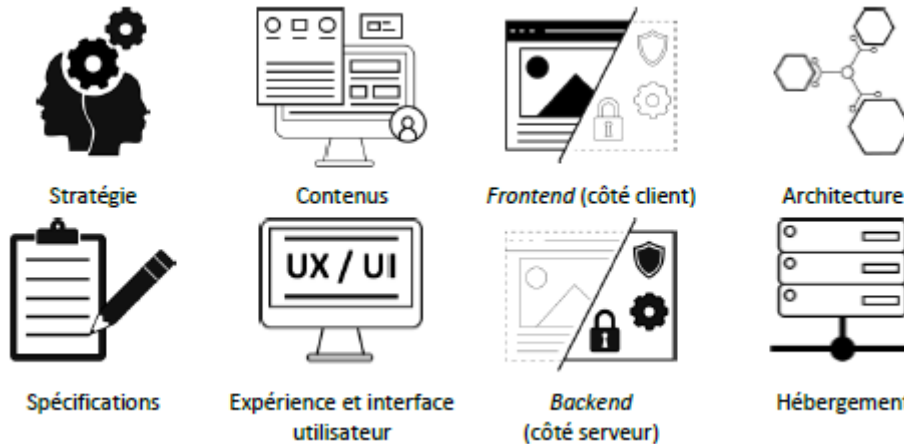 Stratégie
Contenus
Frontend (côté client)
Architecture
UX / UI
Spécifications
Expérience et interface
utilisateur
Backend
(côté serveur)
Hébergement